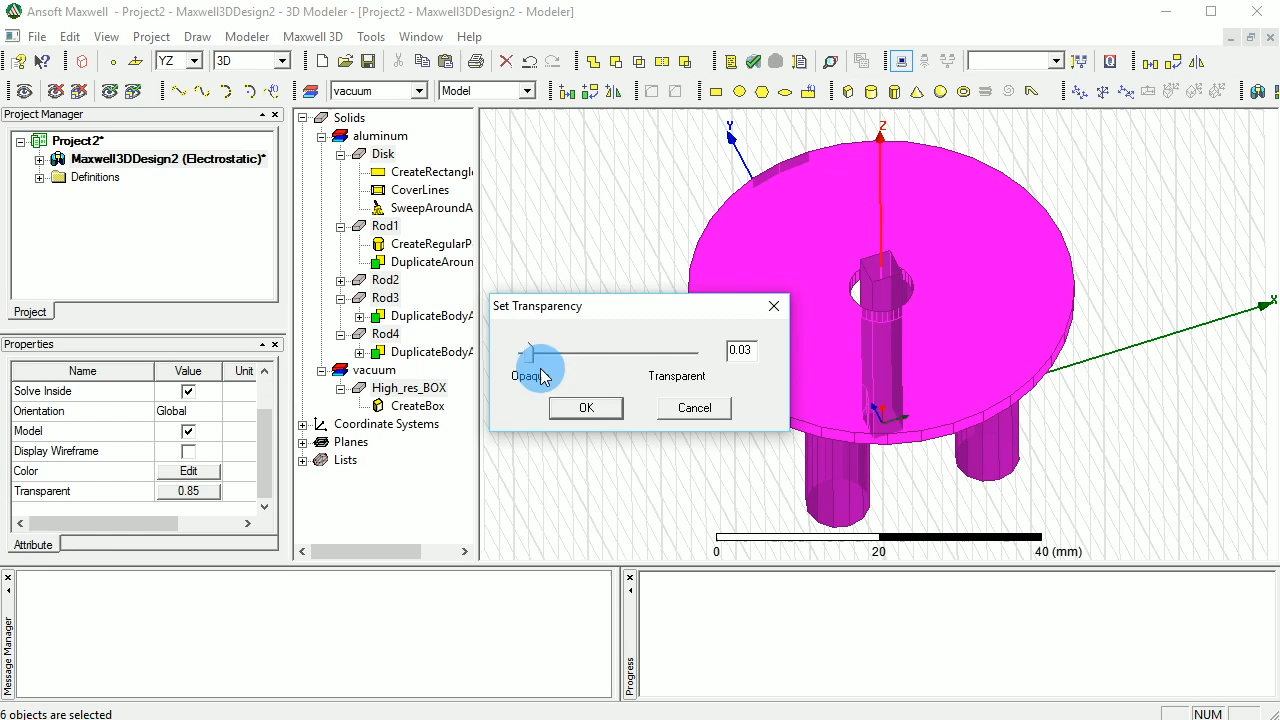 Ansoft Maxwell - Project2 - Maxwell3DDesign2 - 3D Modeler - [Project2 - Maxwell3DDesign2 - Modeler]
File Edit View Project Draw Modeler Maxwell 3D Tools Window Help
YZ 3D
vacuum Model
Project Manager
Project2*
Maxwell3DDesign2 (Electrostatic)*
Definitions
Project
Properties
Name Value Unit
Solve Inside
Orientation Global
Model
Display Wireframe
Color Edit
Transparent 0.85
Attribute
Solids
aluminum
Disk
CreateRectangl
CoverLines
SweepAroundA
Rod1
CreateRegularP
DuplicateAroun
Rod2
Rod3
DuplicateBodyA
Rod4
DuplicateBodyA
vacuum
High_res_BOX
CreateBox
Coordinate Systems
Planes
Lists
Y
Z
X
Set Transparency
0.03
Opaque Transparent
OK Cancel
0 20 40 (mm)
Message Manager
Progress
6 objects are selected
NUM